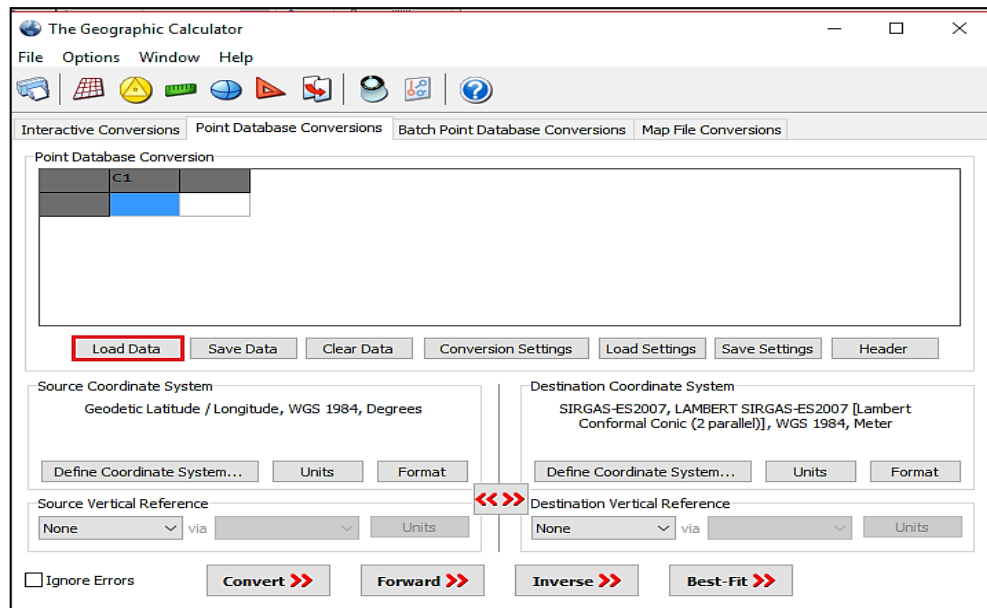 The Geographic Calculator
File Options Window Help
Interactive Conversions Point Database Conversions Batch Point Database Conversions Map File Conversions
Point Database Conversion
C1
Load Data Save Data Clear Data Conversion Settings Load Settings Save Settings Header
Source Coordinate System
Geodetic Latitude / Longitude, WGS 1984, Degrees
Define Coordinate System... Units Format
Source Vertical Reference
None via Units
Destination Coordinate System
SIRGAS-ES2007, LAMBERT SIRGAS-ES2007 [Lambert
Conformal Conic (2 parallel)], WGS 1984, Meter
Define Coordinate System... Units Format
Destination Vertical Reference
None via Units
Ignore Errors Convert Forward Inverse Best-Fit